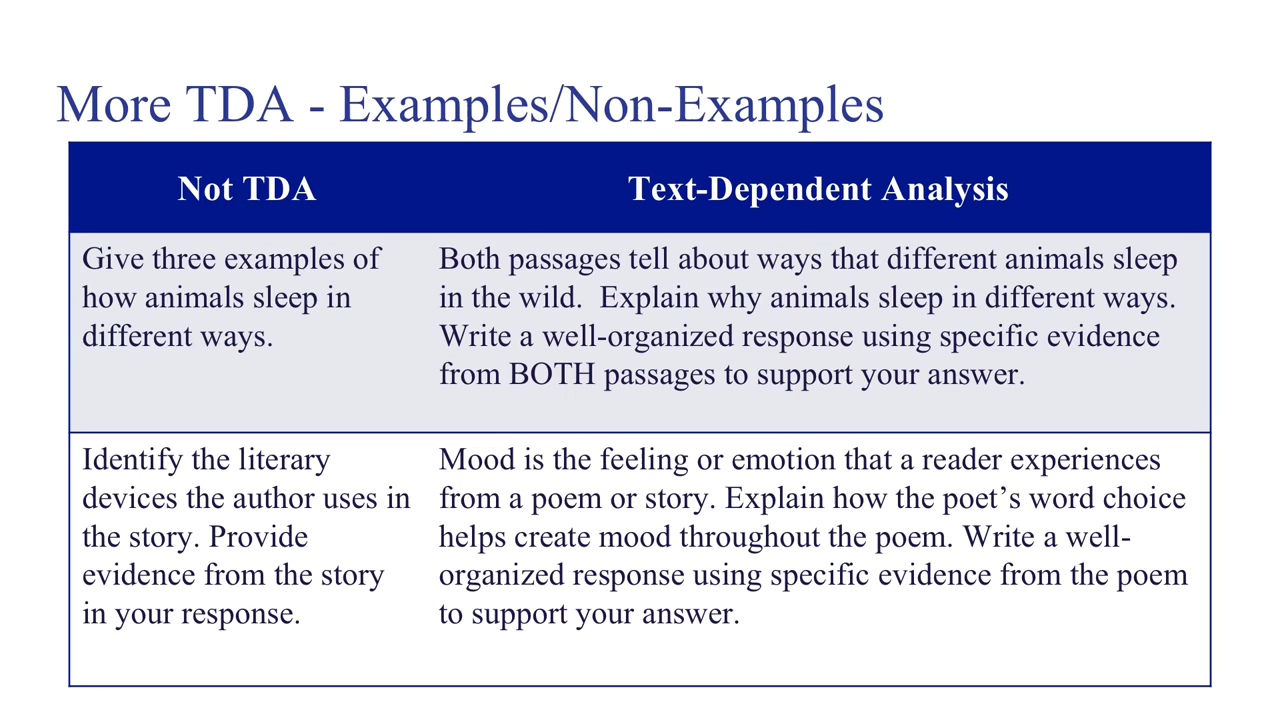 More TDA - Examples/Non-Examples
Not TDA
Text-Dependent Analysis
Give three examples of
how animals sleep in
different ways.
Both passages tell about ways that different animals sleep
in the wild.  Explain why animals sleep in different ways.
Write a well-organized response using specific evidence
from BOTH passages to support your answer.
Identify the literary
devices the author uses in
the story. Provide
evidence from the story
in your response.
Mood is the feeling or emotion that a reader experiences
from a poem or story. Explain how the poet’s word choice
helps create mood throughout the poem. Write a well-
organized response using specific evidence from the poem
to support your answer.